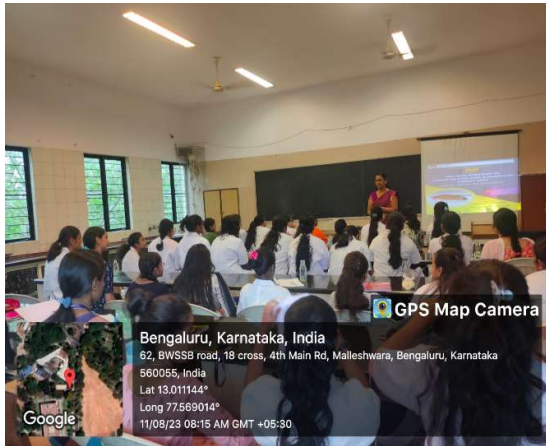 GPS Map Camera
Bengaluru, Karnataka, India
62, BWSSB road, 18 cross, 4th Main Rd, Malleshwara, Bengaluru, Karnataka
560055, India
Lat 13.011144°
Long 77.569014°
11/08/23 08:15 AM GMT +05:30
Google